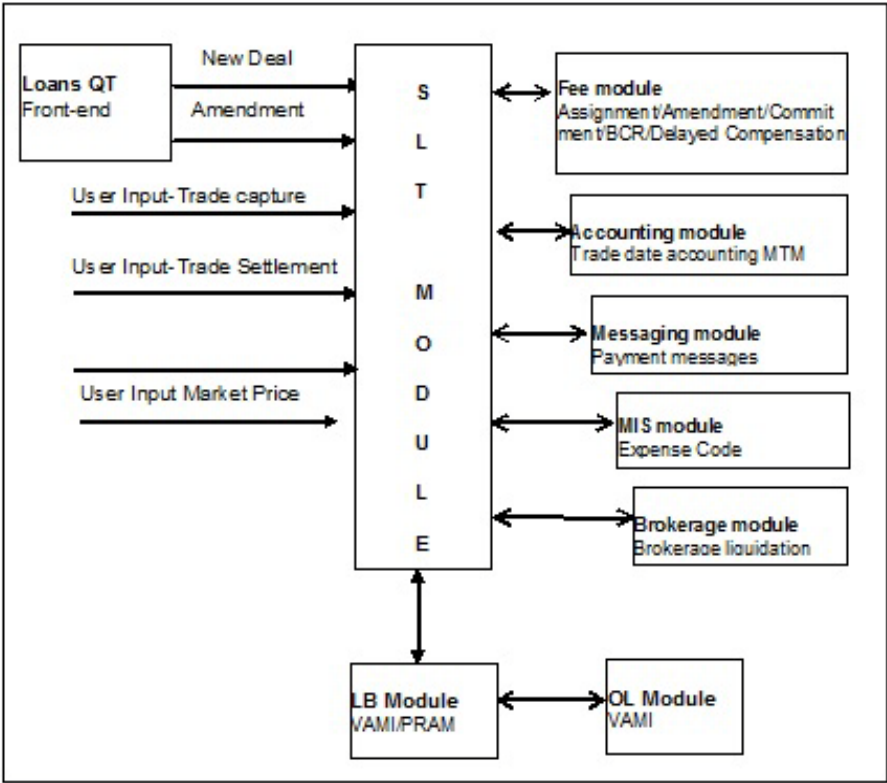 Loans QT
Front-end
New Deal
Amendment
User Input-Trade capture
User Input-Trade Settlement
User Input Market Price
S
L
T
M
O
D
U
L
E
Fee module
Assignment/Amendment/Commit
ment/BCR/Delayed Compensation
Accounting module
Trade date accounting MTM
Messaging module
Payment messages
MIS module
Expense Code
Brokerage module
Brokerage liquidation
LB Module
VAMI/PRAM
OL Module
VAMI